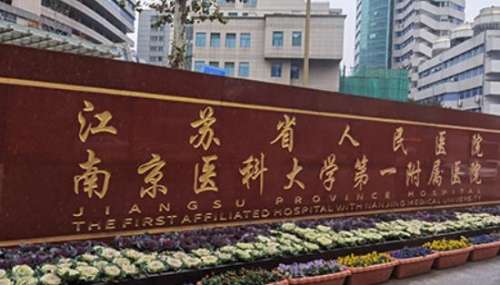 江苏省人民医院
南京医科大学第一附属医院
JIANGSU PROVINCE HOSPITAL
THE FIRST AFFILIATED HOSPITAL WITH NANJING MEDICAL UNIVERSITY